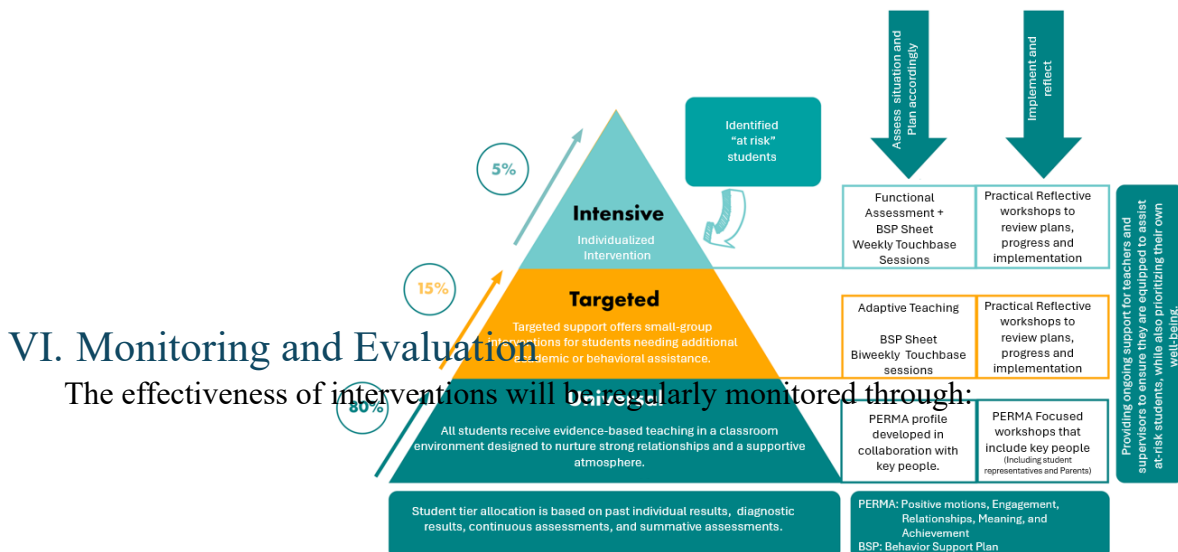 Assess situation and
Plan accordingly
Implement and
reflect
Identified
“at risk”
students
5%
Intensive
Individualized
Intervention
Functional
Assessment +
BSP Sheet
Weekly Touchbase
Sessions
Practical Reflective
workshops to
review plans,
progress and
implementation
15%
Targeted
Targeted support offers small-group
interventions for students needing additional
academic or behavioral assistance.
Adaptive Teaching
BSP Sheet
Biweekly Touchbase
sessions
Practical Reflective
workshops to
review plans,
progress and
implementation
VI. Monitoring and Evaluation
The effectiveness of interventions will be regularly monitored through:
80%
Universal
All students receive evidence-based teaching in a classroom
environment designed to nurture strong relationships and a supportive
atmosphere.
PERMA profile
developed in
collaboration with
key people.
PERMA Focused
workshops that
include key people
(Including student
representatives and Parents)
Providing ongoing support for teachers and
supervisors to ensure they are equipped to assist
at-risk students, while also prioritizing their own
well-being.
Student tier allocation is based on past individual results, diagnostic
results, continuous assessments, and summative assessments.
PERMA: Positive motions, Engagement,
Relationships, Meaning, and
Achievement
BSP: Behavior Support Plan